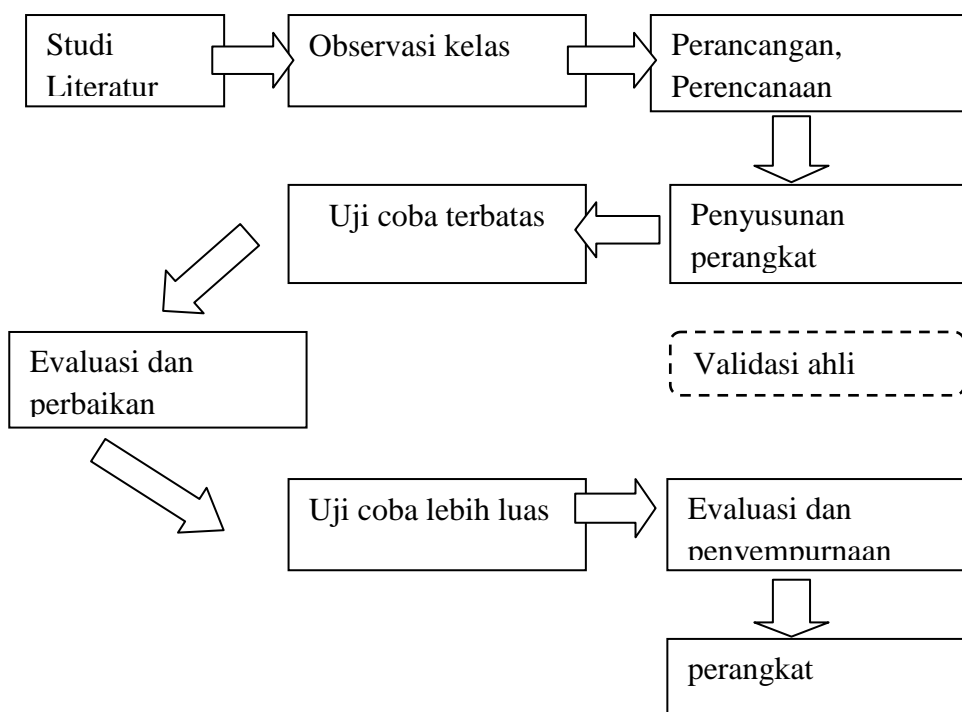 Studi
Literatur
Observasi kelas
Perancangan,
Perencanaan
Penyusunan
perangkat
Uji coba terbatas
Validasi ahli
Evaluasi dan
perbaikan
Uji coba lebih luas
Evaluasi dan
penyempurnaan
perangkat